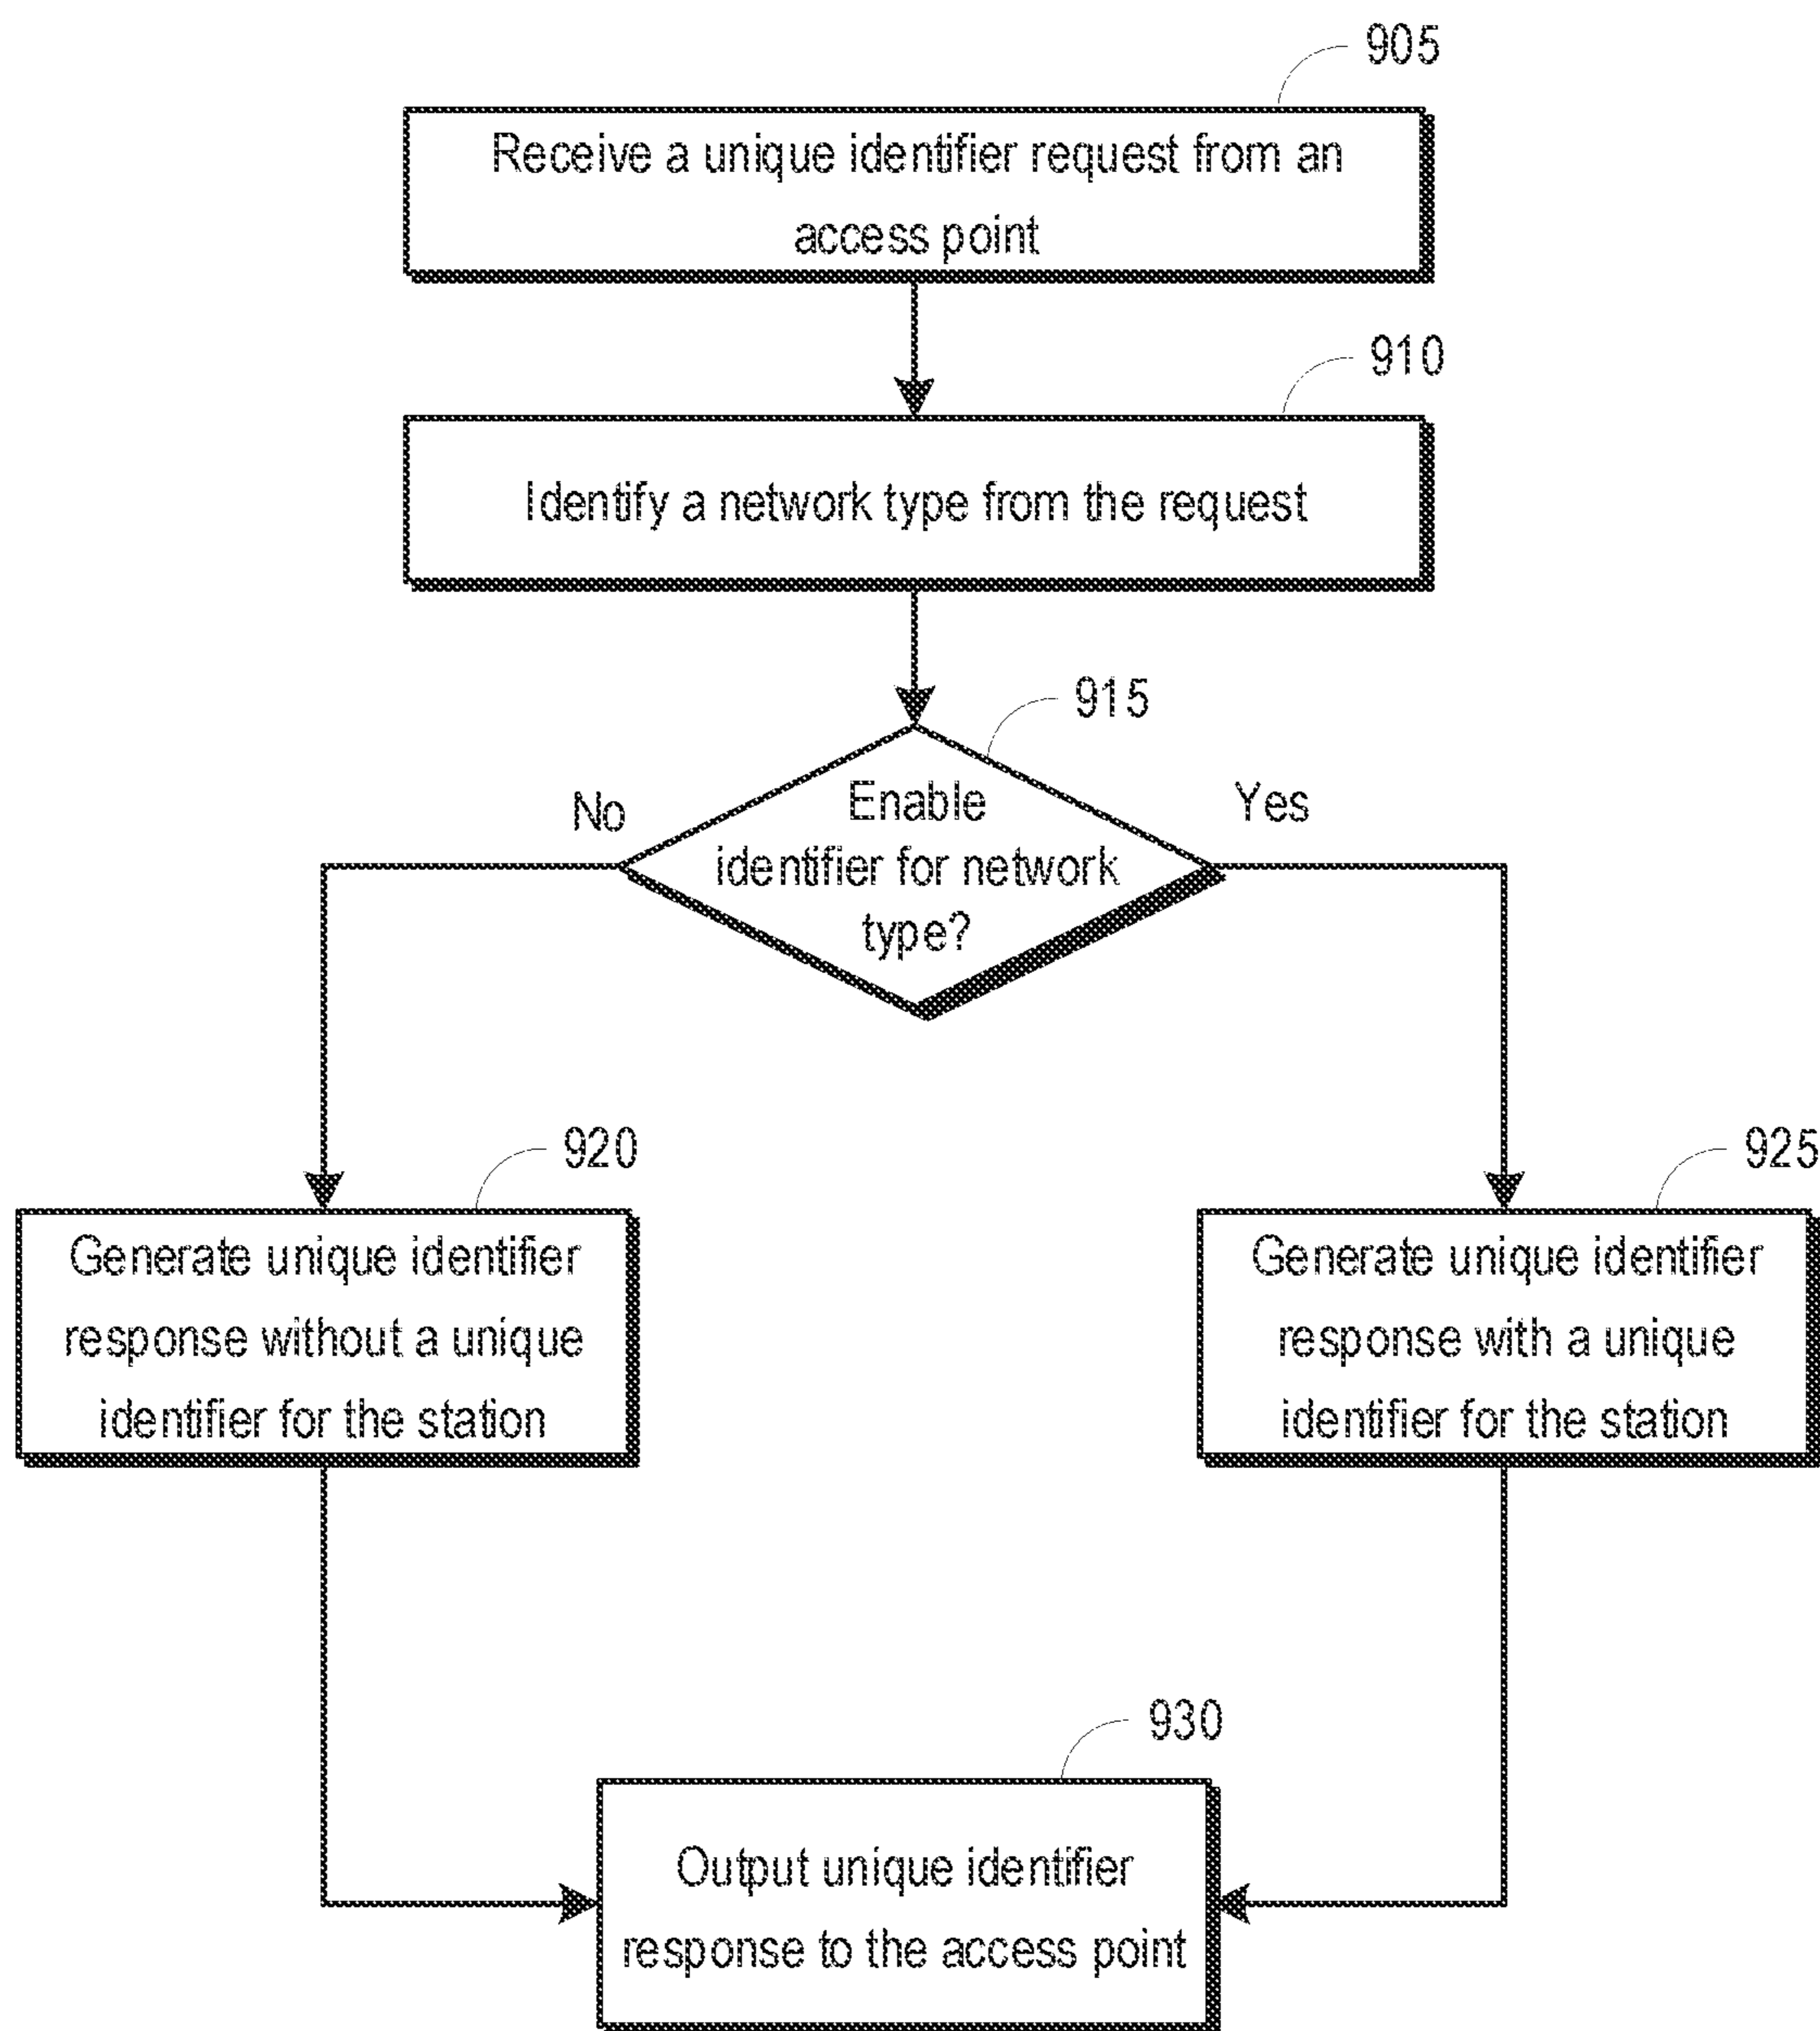 905
Receive a unique identifier request from an
access point
910
Identify a network type from the request
915
No
Enable
identifier for network
type?
Yes
920
Generate unique identifier
response without a unique
identifier for the station
925
Generate unique identifier
response with a unique
identifier for the station
930
Output unique identifier
response to the access point